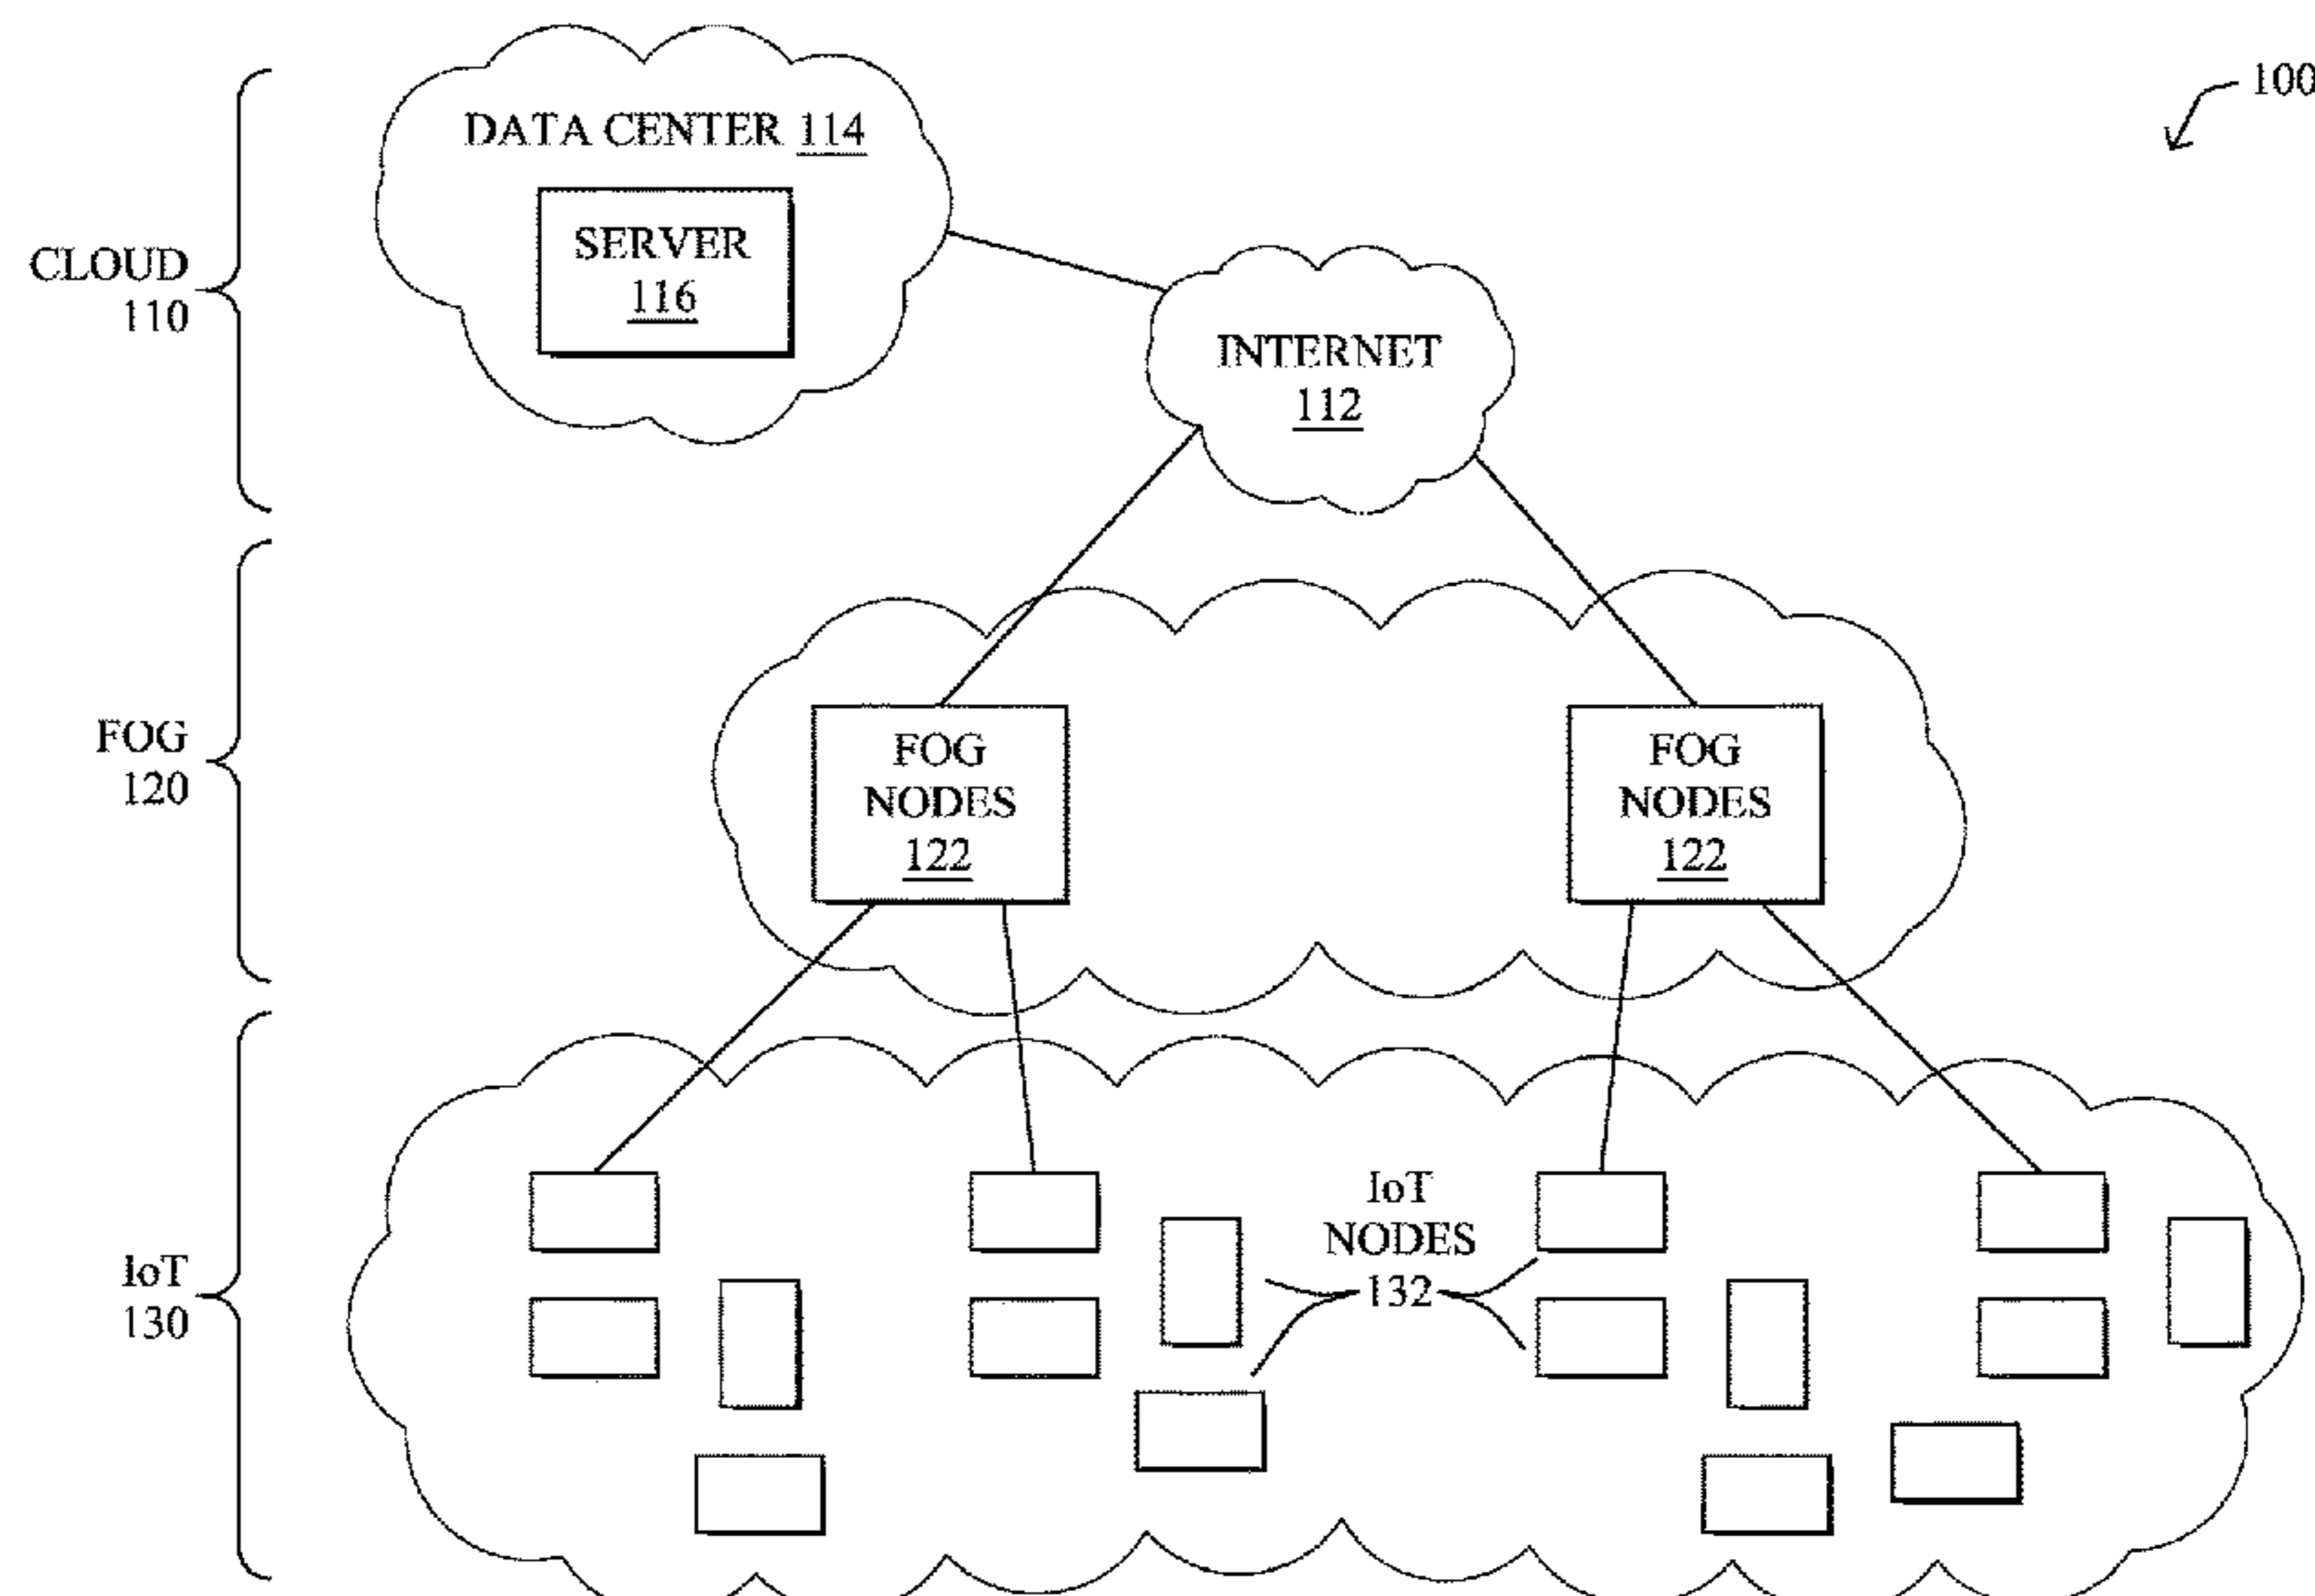 100
DATA CENTER 114
SERVER
116
CLOUD
110
INTERNET
112
FOG
120
FOG
NODES
122
FOG
NODES
122
IoT
130
IoT
NODES
132